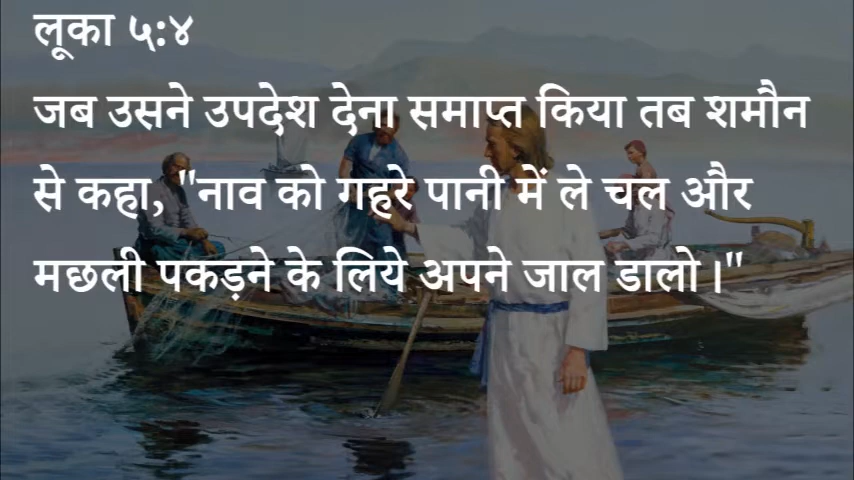 लूका ५:४
जब उसने उपदेश देना समाप्त किया तब शमौन
से कहा, "नाव को गहरे पानी में ले चल और
मछली पकड़ने के लिये अपने जाल डालो।"